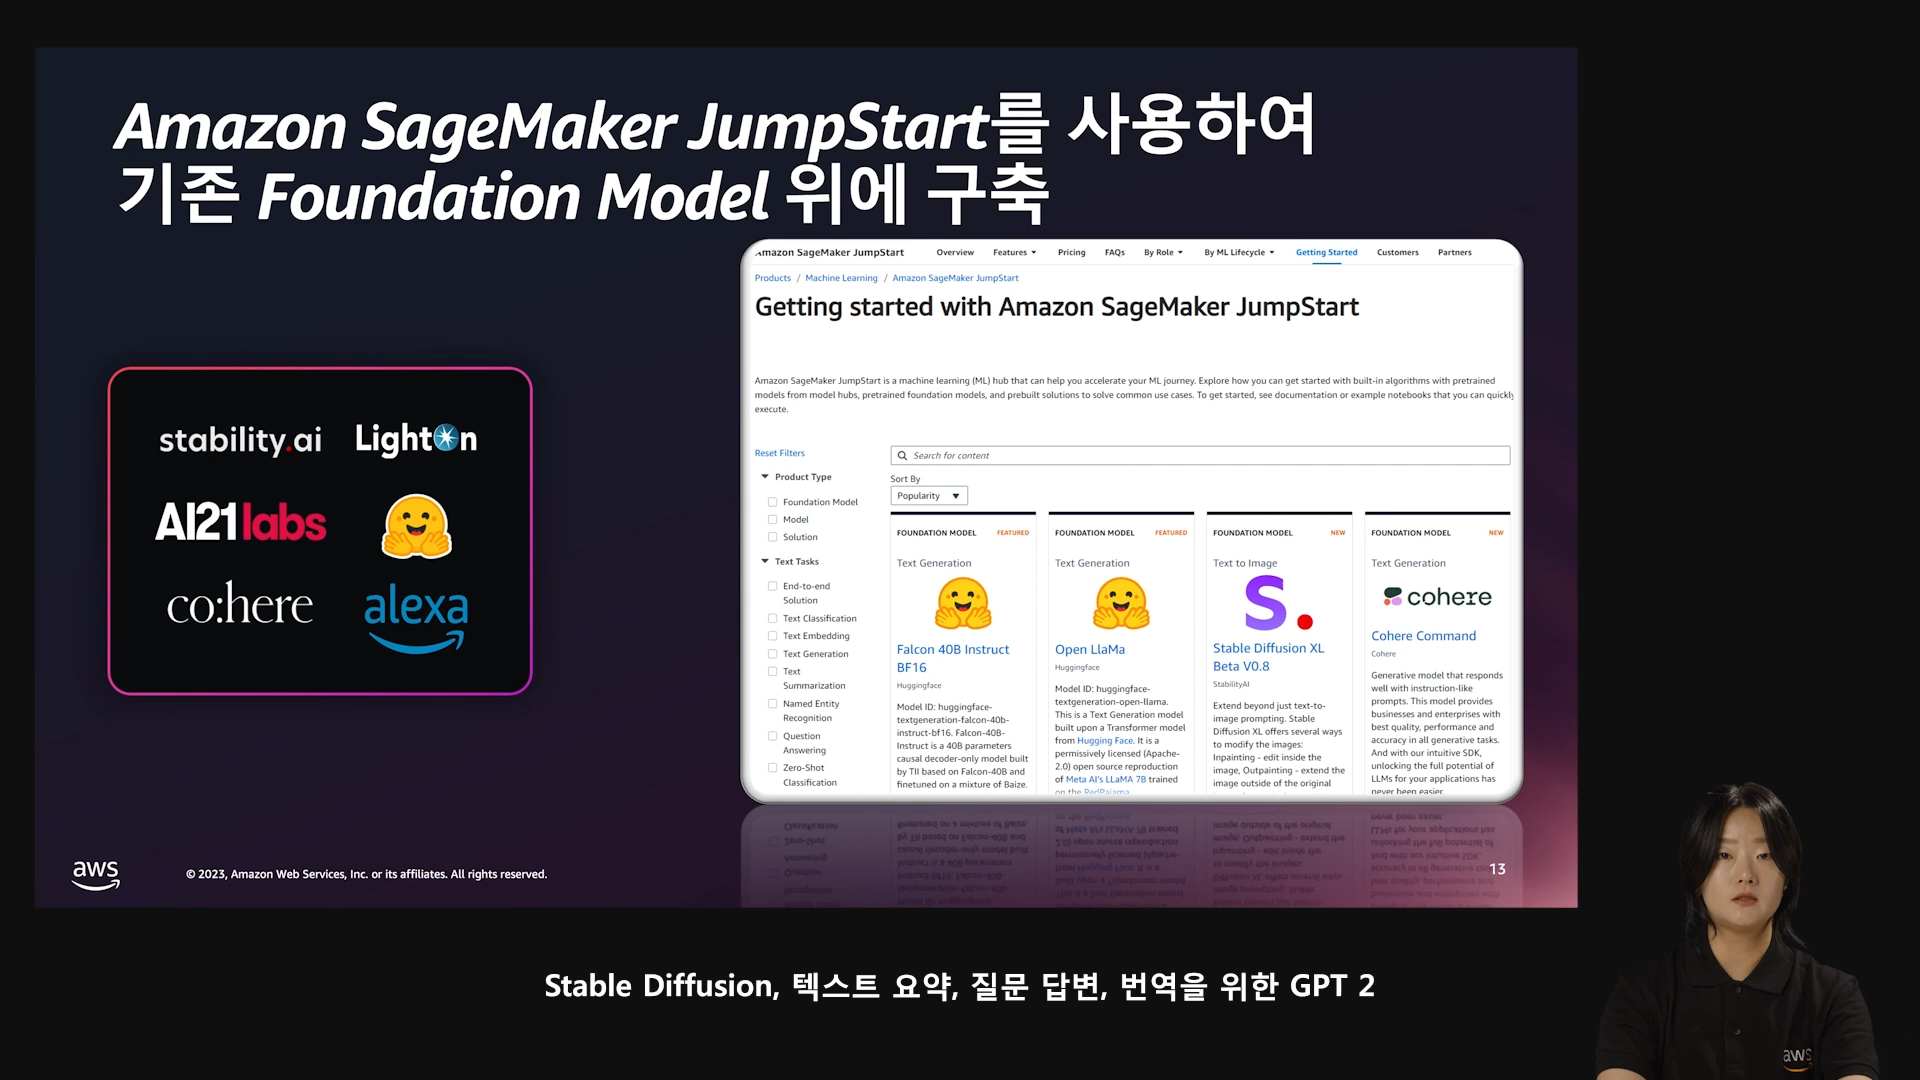 Amazon SageMaker JumpStart를 사용하여
기존 Foundation Model 위에 구축
stability.ai
LightOn
AI21labs
co:here
alexa
Amazon SageMaker JumpStart
Overview
Features
Pricing
FAQs
By Role
By ML Lifecycle
Getting Started
Customers
Partners
Products / Machine Learning / Amazon SageMaker JumpStart
Getting started with Amazon SageMaker JumpStart
Amazon SageMaker JumpStart is a machine learning (ML) hub that can help you accelerate your ML journey. Explore how you can get started with built-in algorithms with pretrained
models from model hubs, pretrained foundation models, and prebuilt solutions to solve common use cases. To get started, see documentation or example notebooks that you can quickly
execute.
Reset Filters
Product Type
Foundation Model
Model
Solution
Text Tasks
End-to-end
Solution
Text Classification
Text Embedding
Text Generation
Text
Summarization
Named Entity
Recognition
Question
Answering
Zero-Shot
Classification
Search for content
Sort By
Popularity
FOUNDATION MODEL FEATURED
Text Generation
Falcon 40B Instruct
BF16
Huggingface
Model ID: huggingface-
textgeneration-falcon-40b-
instruct-bf16. Falcon-40B-
Instruct is a 40B parameters
causal decoder-only model built
by TII based on Falcon-40B and
finetuned on a mixture of Baize.
FOUNDATION MODEL FEATURED
Text Generation
Open LlaMa
Huggingface
Model ID: huggingface-
textgeneration-open-llama.
This is a Text Generation model
built upon a Transformer model
from Hugging Face. It is a
permissively licensed (Apache-
2.0) open source reproduction
of Meta AI's LLaMA 7B trained
on the RedPajama
FOUNDATION MODEL NEW
Text to Image
S.
Stable Diffusion XL
Beta V0.8
StabilityAI
Extend beyond just text-to-
image prompting. Stable
Diffusion XL offers several ways
to modify the images:
Inpainting - edit inside the
image, Outpainting - extend the
image outside of the original
FOUNDATION MODEL NEW
Text Generation
cohere
Cohere Command
Cohere
Generative model that responds
well with instruction-like
prompts. This model provides
businesses and enterprises with
best quality, performance and
accuracy in all generative tasks.
And with our intuitive SDK,
unlocking the full potential of
LLMs for your applications has
never been easier.
aws
© 2023, Amazon Web Services, Inc. or its affiliates. All rights reserved.
13
aws
Stable Diffusion, 텍스트 요약, 질문 답변, 번역을 위한 GPT 2